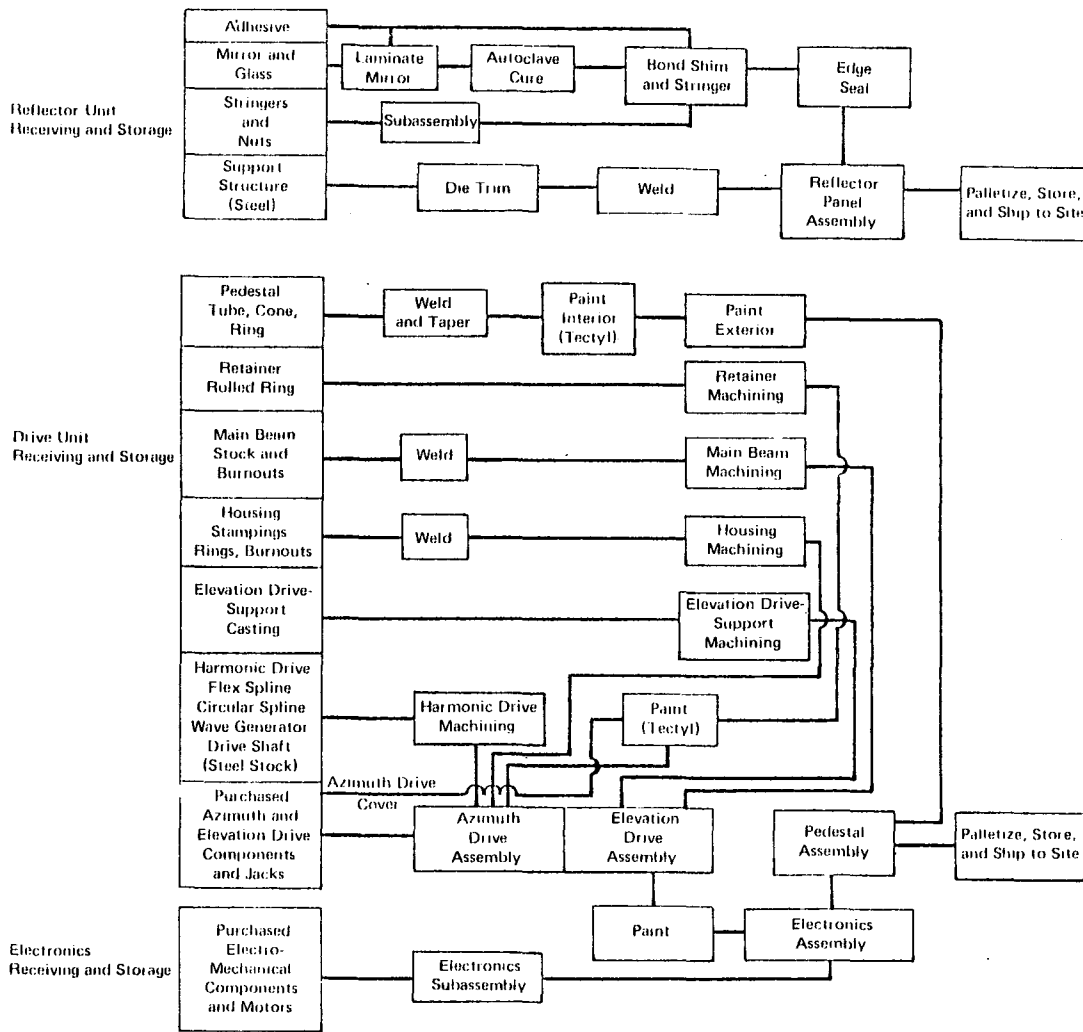 Adhesive
Mirror and
Glass
Laminate
Mirror
Autoclave
Cure
Bond Shim
and Stringer
Edge
Seal
Reflector Unit
Receiving and Storage
Stringers
and
Nuts
Subassembly
Support
Structure
(Steel)
Die Trim
Weld
Reflector
Panel
Assembly
Palletize, Store,
and Ship to Site
Pedestal
Tube, Cone,
Ring
Weld
and Taper
Paint
Interior
(Tectyl)
Paint
Exterior
Retainer
Rolled Ring
Retainer
Machining
Drive Unit
Receiving and Storage
Main Beam
Stock and
Burnouts
Weld
Main Beam
Machining
Housing
Stampings
Rings, Burnouts
Weld
Housing
Machining
Elevation Drive-
Support
Casting
Elevation Drive-
Support
Machining
Harmonic Drive
Flex Spline
Circular Spline
Wave Generator
Drive Shaft
(Steel Stock)
Harmonic Drive
Machining
Paint
(Tectyl)
Azimuth Drive
Cover
Purchased
Azimuth and
Elevation Drive
Components
and Jacks
Azimuth
Drive
Assembly
Elevation
Drive
Assembly
Pedestal
Assembly
Palletize, Store,
and Ship to Site
Paint
Electronics
Assembly
Electronics
Receiving and Storage
Purchased
Electro-
Mechanical
Components
and Motors
Electronics
Subassembly